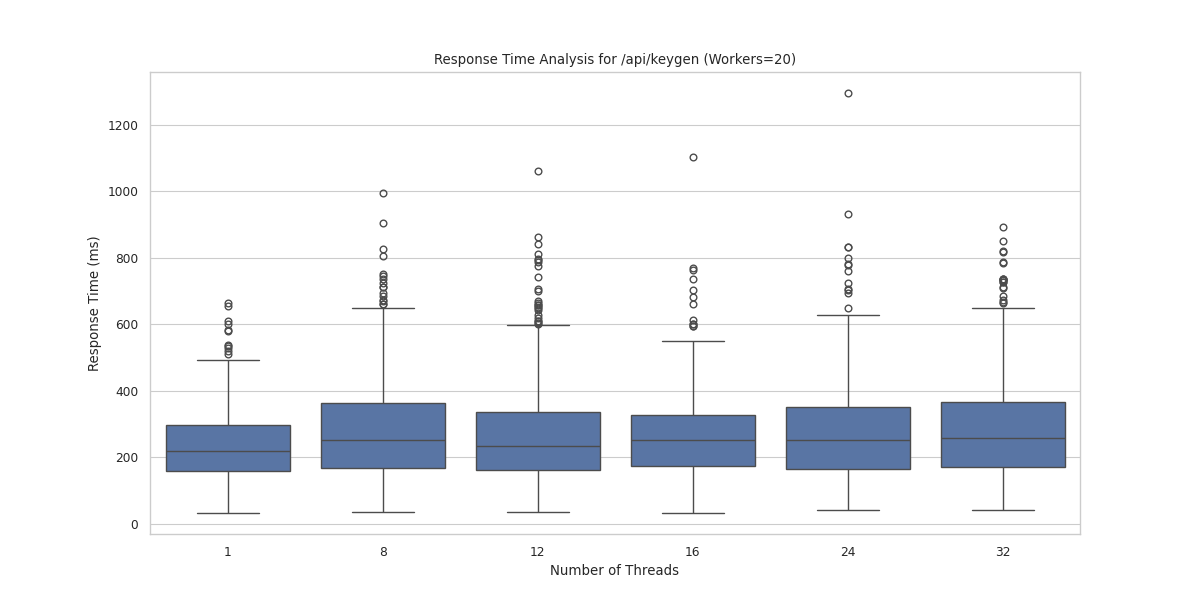 Response Time Analysis for /api/keygen (Workers=20)
1200
1000
800
600
400
200
0
Response Time (ms)
1 8 12 16 24 32
Number of Threads